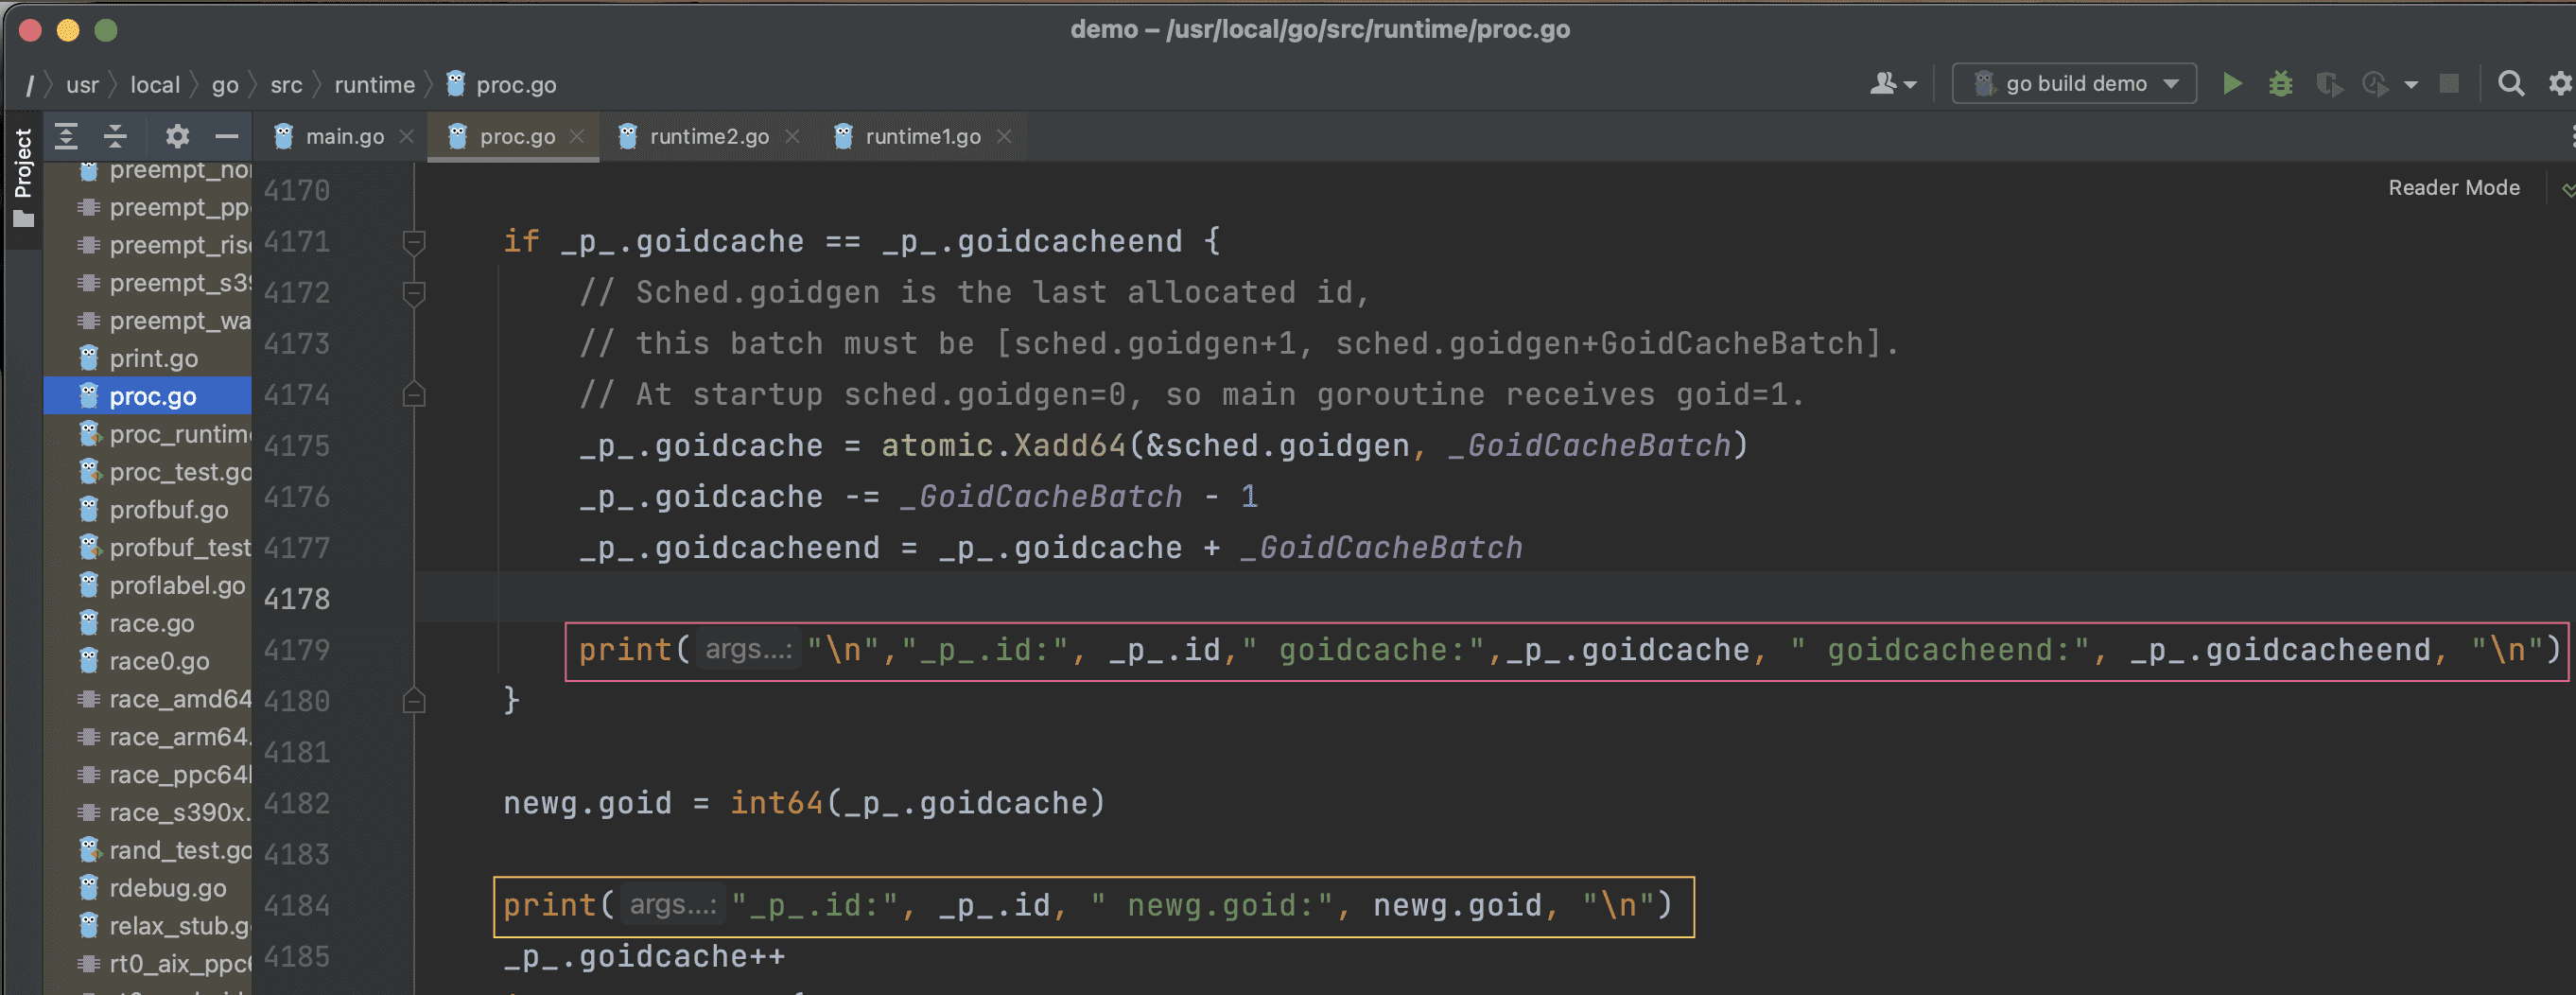 demo – /usr/local/go/src/runtime/proc.go
/ usr local go src runtime proc.go
go build demo
Project
main.go proc.go runtime2.go runtime1.go
Reader Mode
preempt_no
preempt_pp
preempt_ris
preempt_s3
preempt_wa
print.go
proc.go
proc_runtim
proc_test.go
profbuf.go
profbuf_test
proflabel.go
race.go
race0.go
race_amd64
race_arm64.
race_ppc64
race_s390x.
rand_test.go
rdebug.go
relax_stub.g
rt0_aix_ppc
4170
4171 if _p_.goidcache == _p_.goidcacheend {
4172 // Sched.goidgen is the last allocated id,
4173 // this batch must be [sched.goidgen+1, sched.goidgen+GoidCacheBatch].
4174 // At startup sched.goidgen=0, so main goroutine receives goid=1.
4175 _p_.goidcache = atomic.Xadd64(&sched.goidgen, _GoidCacheBatch)
4176 _p_.goidcache -= _GoidCacheBatch - 1
4177 _p_.goidcacheend = _p_.goidcache + _GoidCacheBatch
4178
4179 print( args...: "\n","_p_.id:", _p_.id," goidcache:",_p_.goidcache, " goidcacheend:", _p_.goidcacheend, "\n")
4180 }
4181
4182 newg.goid = int64(_p_.goidcache)
4183
4184 print( args...: "_p_.id:", _p_.id, " newg.goid:", newg.goid, "\n")
4185 _p_.goidcache++